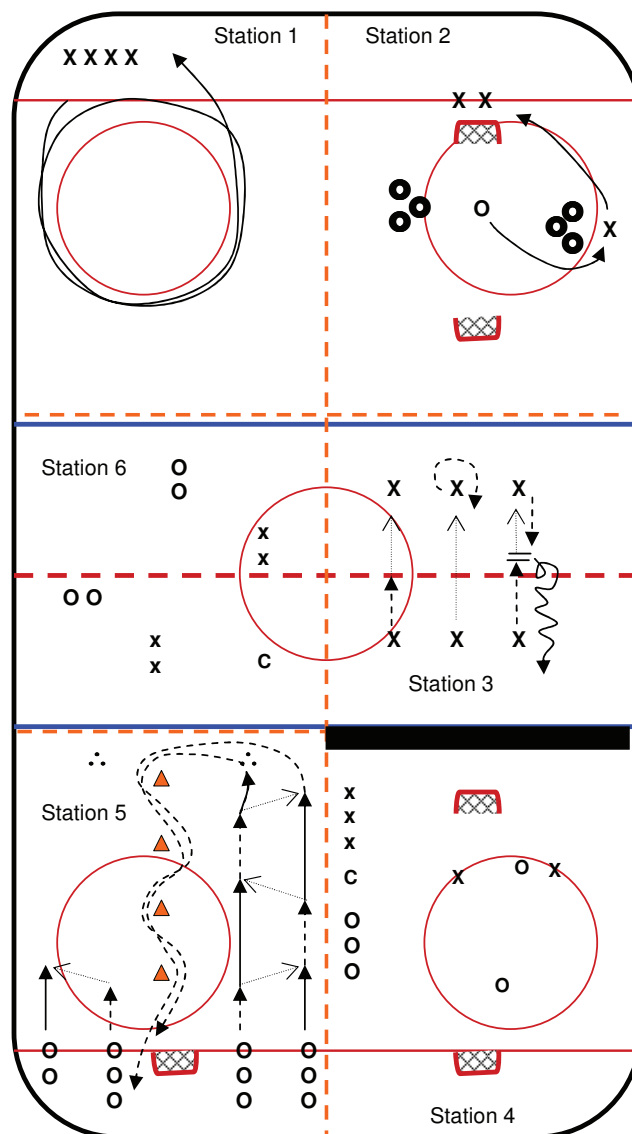 Station 1
Station 2
X X X X
X X
O
X
Station 6
O
O
X X X
x
x
O O
x
x
C
X X X
Station 3
Station 5
x
x
x
C
O
O
O
X O X
O
O O O O
O O O O
O O O
Station 4